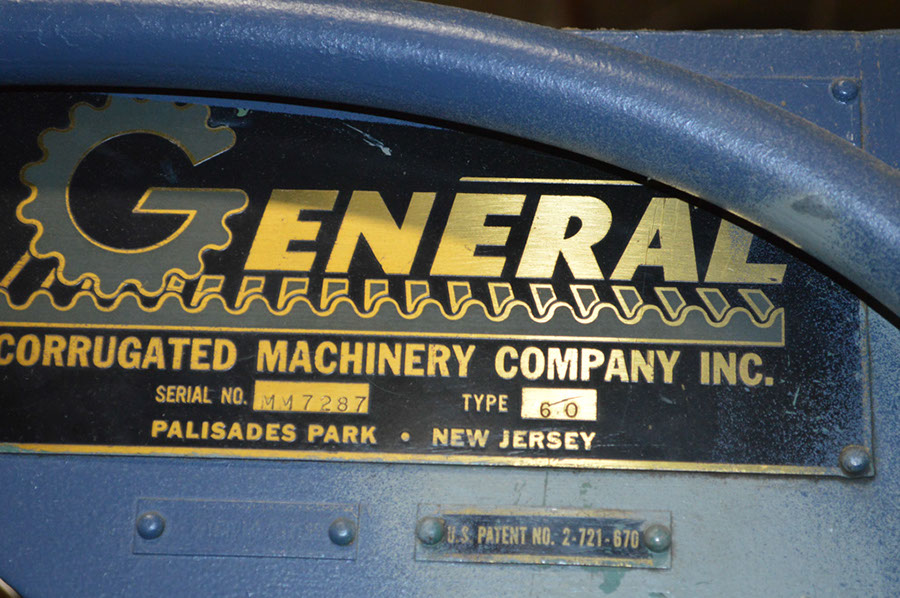 GENERAL
CORRUGATED MACHINERY COMPANY INC.
SERIAL NO. MM7287 TYPE 60
PALISADES PARK • NEW JERSEY
U.S. PATENT NO. 2-721-670